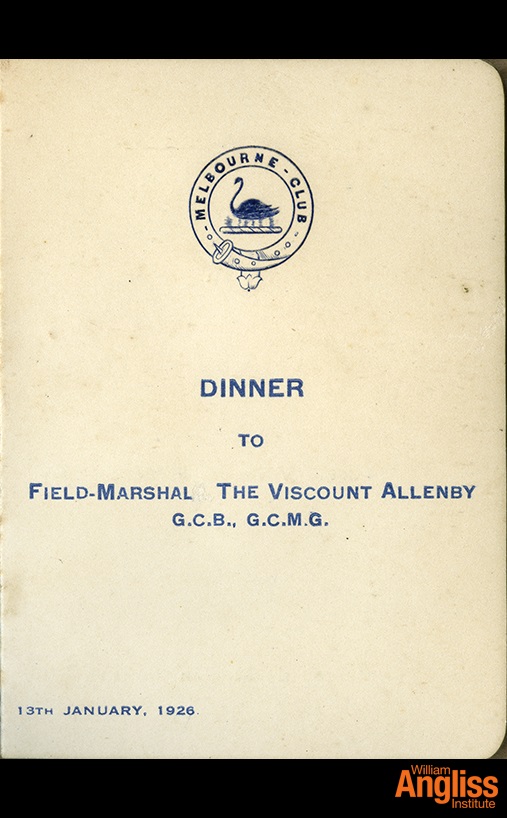 MELBOURNE - CLUB
DINNER
TO
FIELD-MARSHAL THE VISCOUNT ALLENBY
G.C.B., G.C.M.G.
13TH JANUARY, 1926.
William
Angliss
Institute